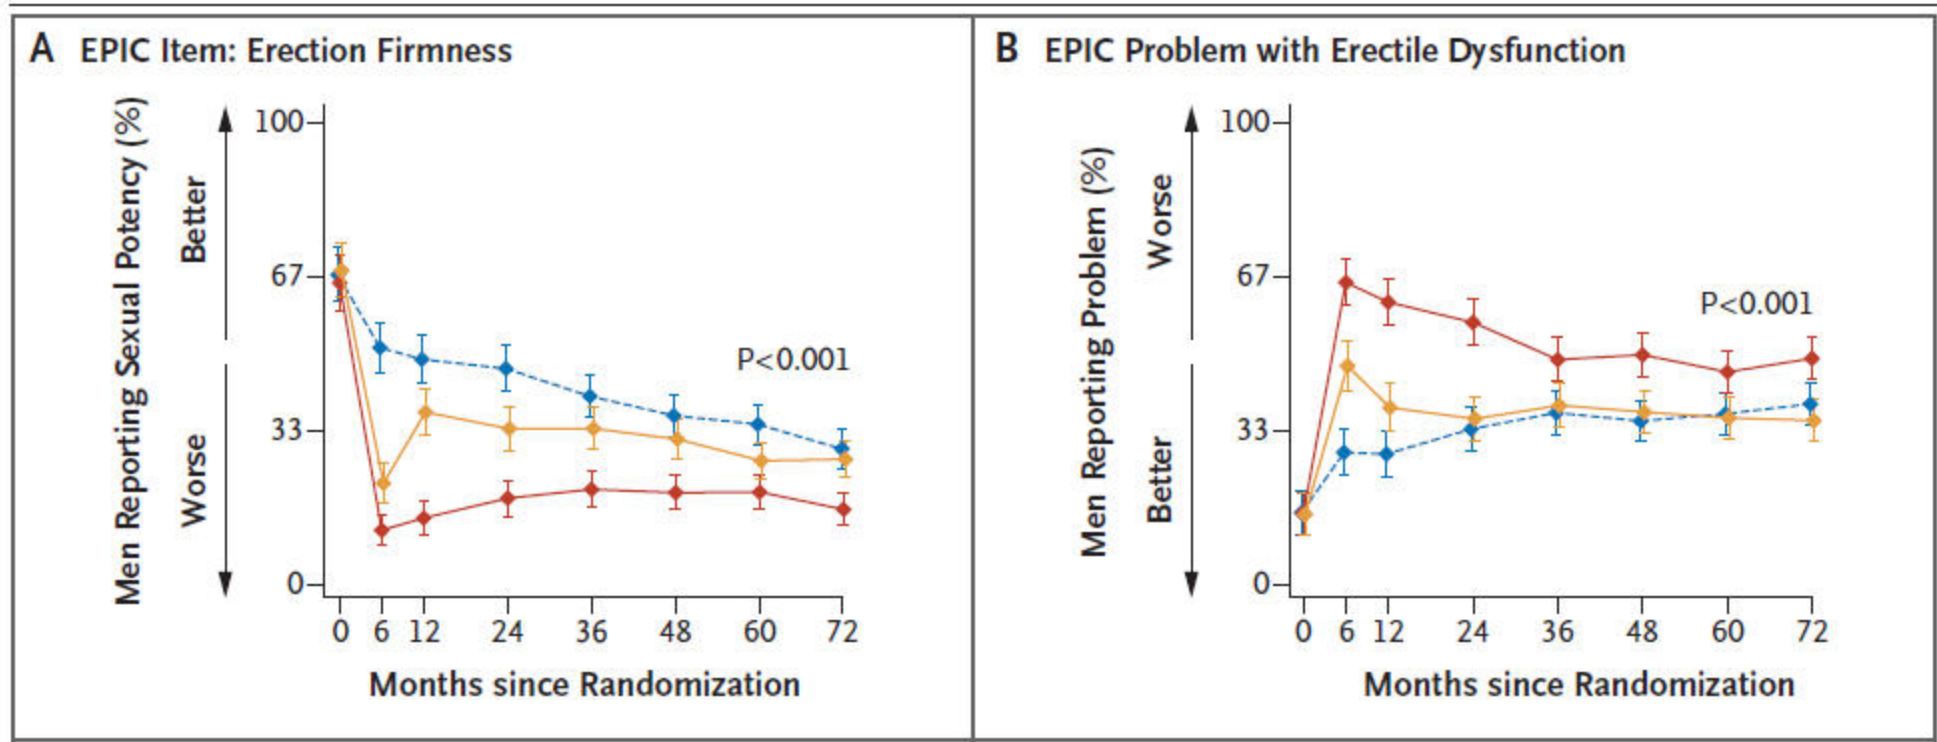 A EPIC Item: Erection Firmness
Men Reporting Sexual Potency (%)
Better
Worse
100
67
33
0
P<0.001
0 6 12 24 36 48 60 72
Months since Randomization
B EPIC Problem with Erectile Dysfunction
Men Reporting Problem (%)
Worse
Better
100
67
33
0
P<0.001
0 6 12 24 36 48 60 72
Months since Randomization